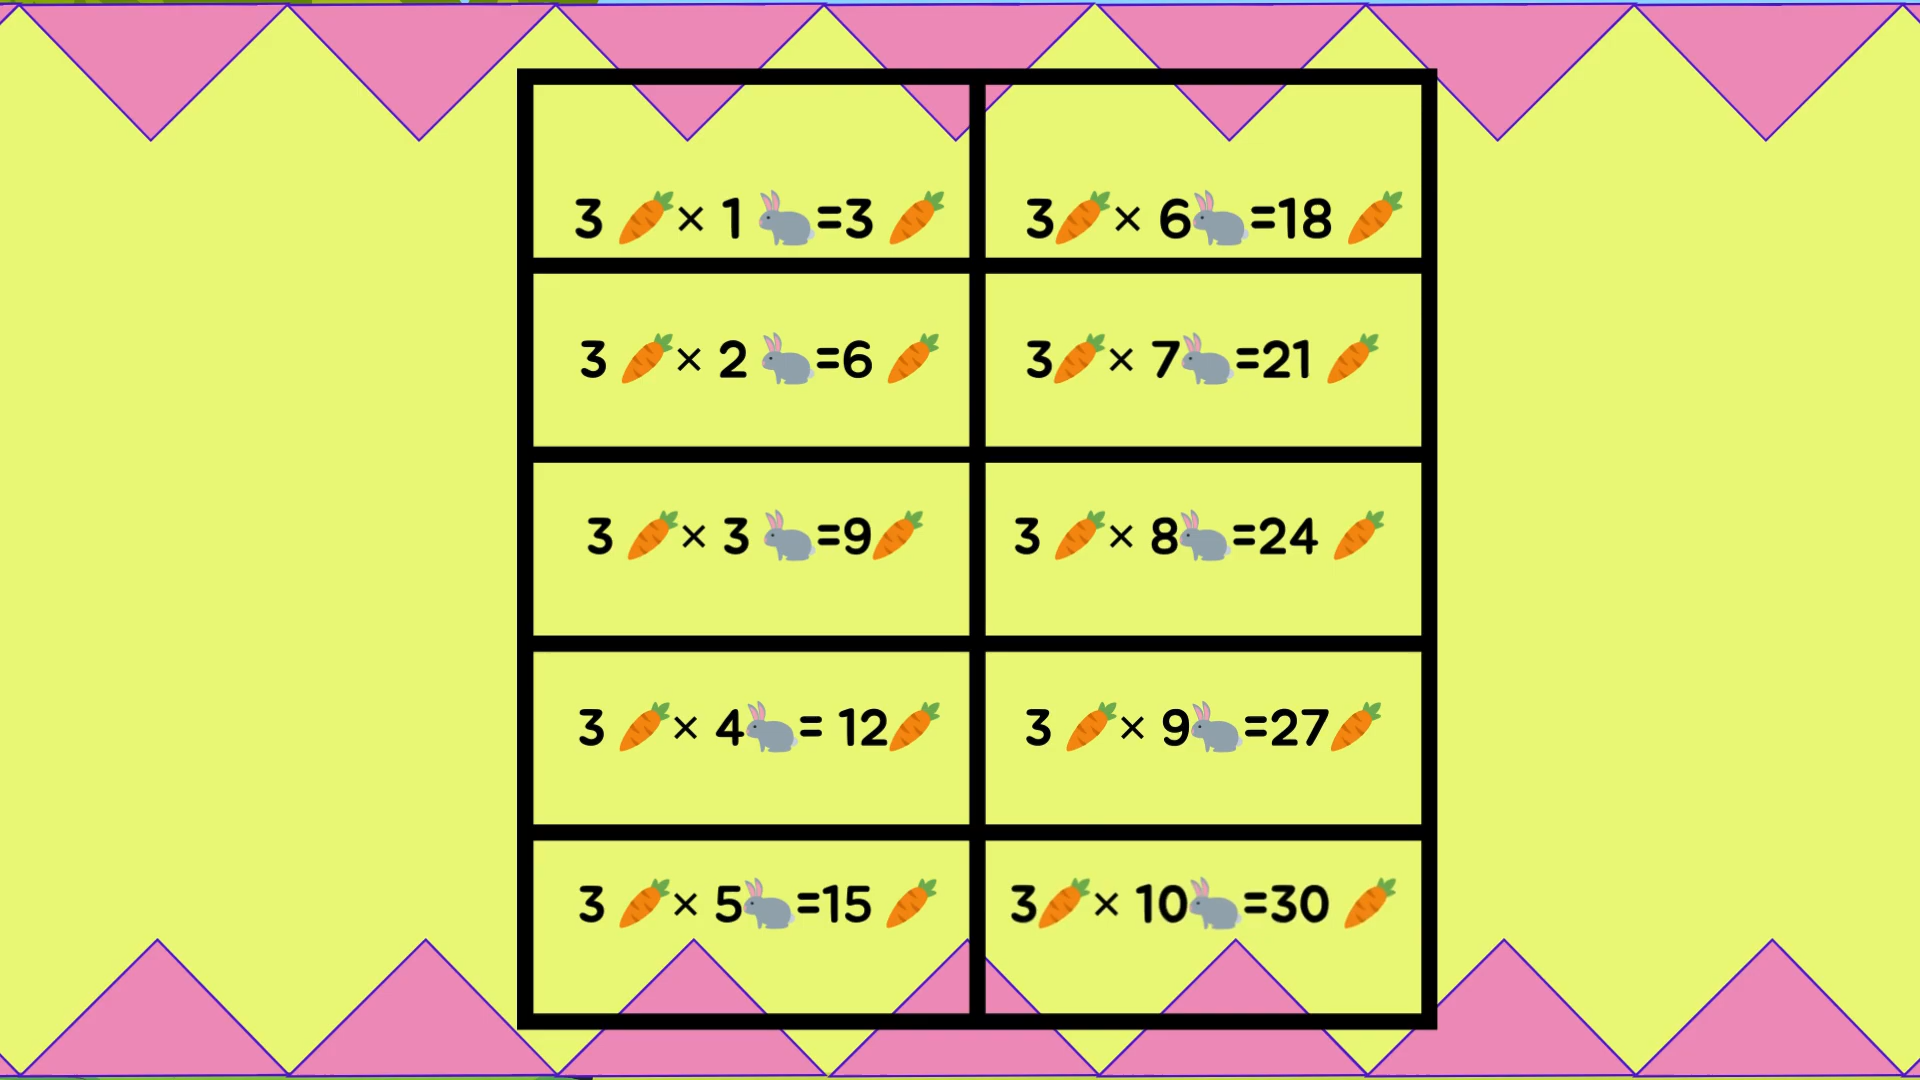 3 🥕× 1 🐇=3 🥕
3🥕× 6🐇=18 🥕
3 🥕× 2 🐇=6 🥕
3🥕× 7🐇=21 🥕
3 🥕× 3 🐇=9🥕
3 🥕× 8🐇=24 🥕
3 🥕× 4🐇= 12🥕
3 🥕× 9🐇=27🥕
3 🥕× 5🐇=15 🥕
3🥕× 10🐇=30 🥕